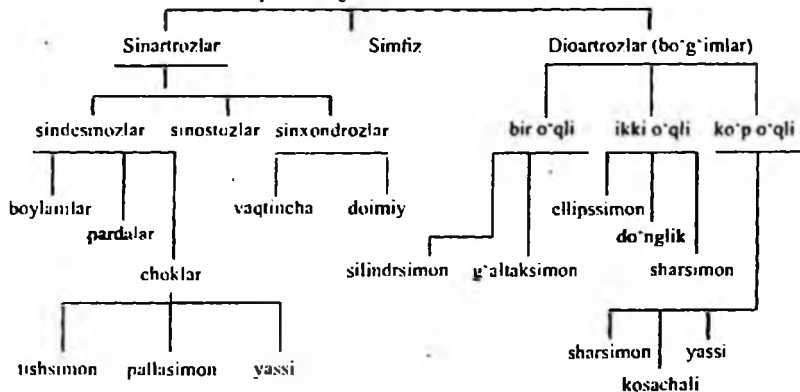 Sinartrozlar Simfiz Dioartrozlar (bo`g`imlar)
sindesmozlar sinostozlar sinxondrozlar bir o`qli ikki o`qli ko`p o`qli
boylamlar vaqtincha doimiy ellipssimon
pardalar do`nglik
choklar silindrsimon g`altaksimon sharsimon
tishsimon pallasimon yassi sharsimon yassi
kosachali